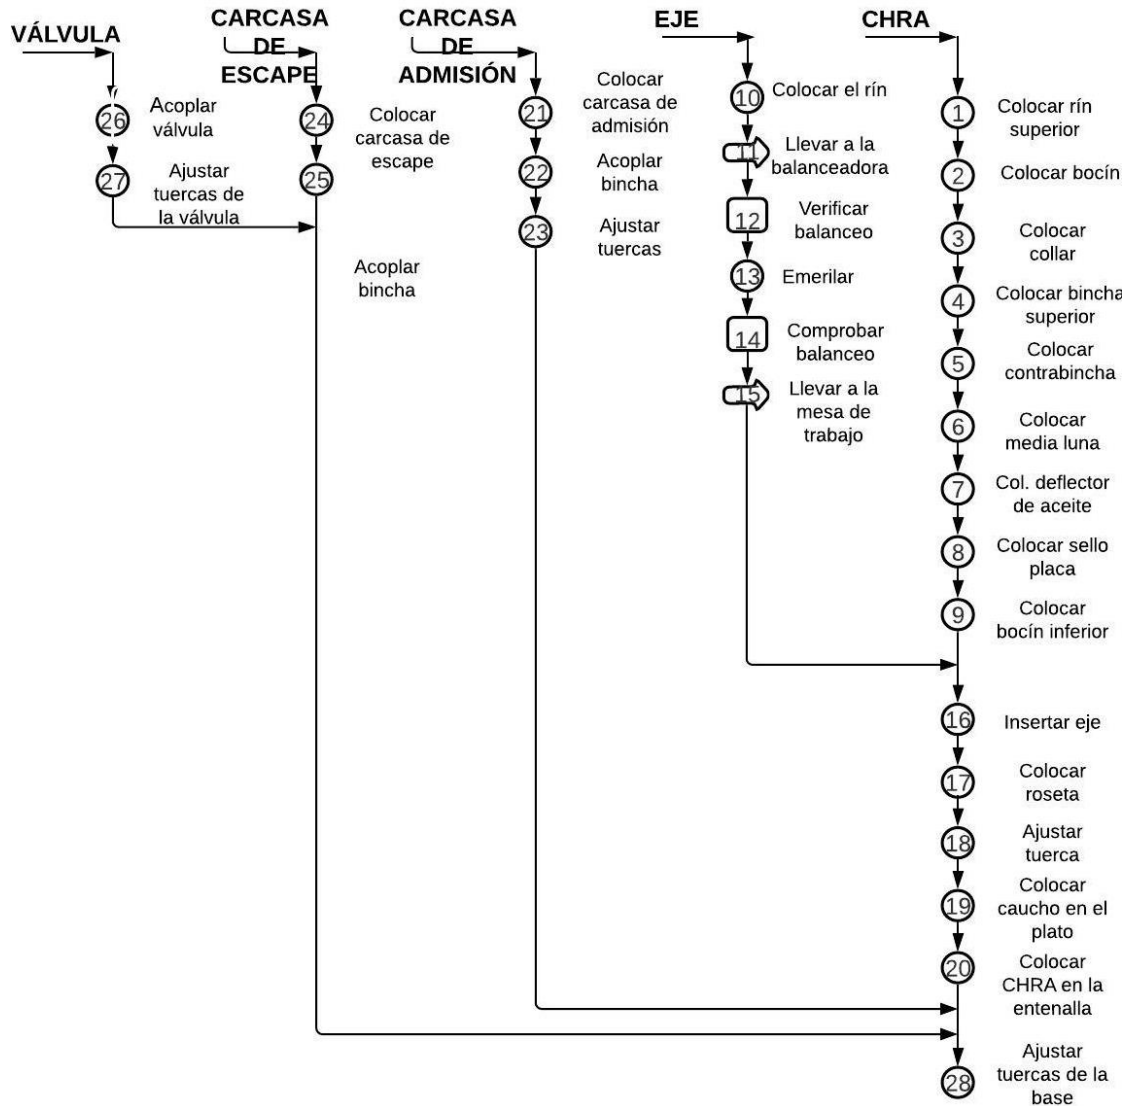 VÁLVULA
CARCASA
DE
ESCAPE
CARCASA
DE
ADMISIÓN
EJE
CHRA
26
Acoplar
válvula
27
Ajustar
tuercas de
la válvula
24
Colocar
carcasa de
escape
25
Acoplar
bincha
21
Colocar
carcasa de
admisión
22
Acoplar
bincha
23
Ajustar
tuercas
10
Colocar el rín
11
Llevar a la
balanceadora
12
Verificar
balanceo
13
Emerilar
14
Comprobar
balanceo
15
Llevar a la
mesa de
trabajo
1
Colocar rín
superior
2
Colocar bocín
3
Colocar
collar
4
Colocar bincha
superior
5
Colocar
contrabincha
6
Colocar
media luna
7
Col. deflector
de aceite
8
Colocar sello
placa
9
Colocar
bocín inferior
16
Insertar eje
17
Colocar
roseta
18
Ajustar
tuerca
19
Colocar
caucho en el
plato
20
Colocar
CHRA en la
entenalla
28
Ajustar
tuercas de la
base